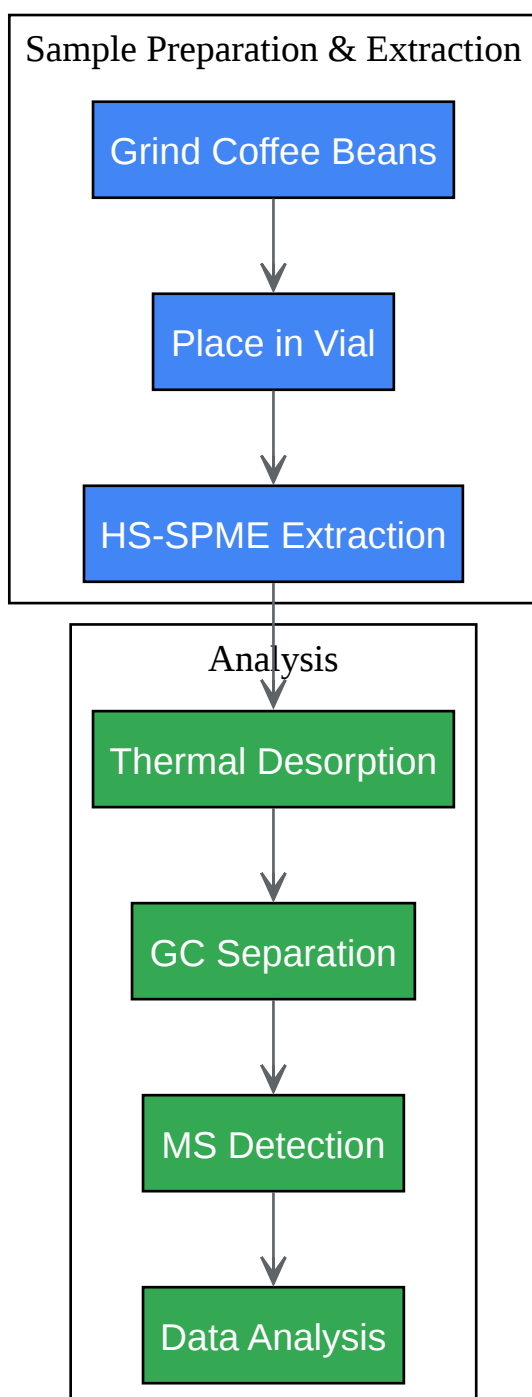 Sample Preparation & Extraction
Grind Coffee Beans
Place in Vial
HS-SPME Extraction
Analysis
Thermal Desorption
GC Separation
MS Detection
Data Analysis